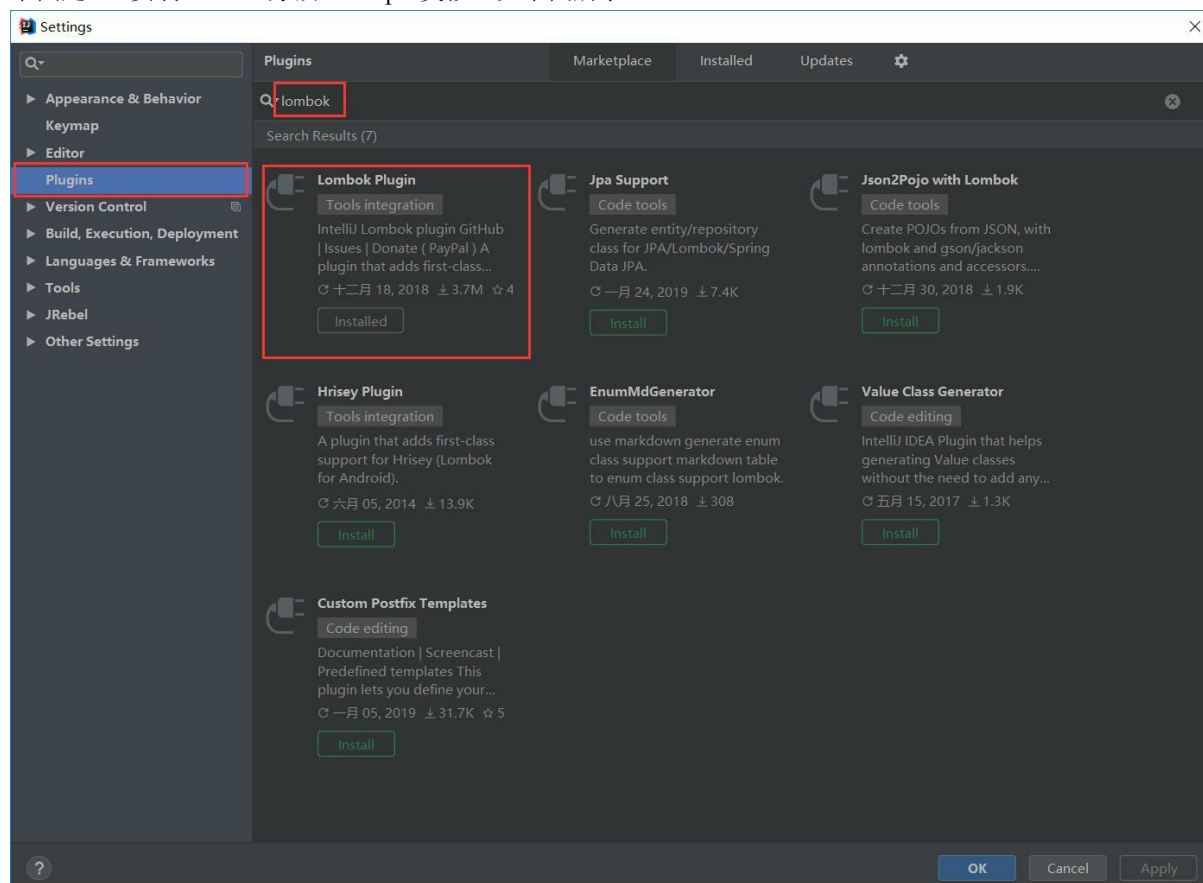 Settings
Plugins
Marketplace
Installed
Updates
Appearance & Behavior
Keymap
Editor
Plugins
Version Control
Build, Execution, Deployment
Languages & Frameworks
Tools
JRebel
Other Settings
lombok
Search Results (7)
Lombok Plugin
Tools integration
IntelliJ Lombok plugin GitHub
| Issues | Donate ( PayPal ) A
plugin that adds first-class...
十二月 18, 2018 3.7M 4
Installed
Jpa Support
Code tools
Generate entity/repository
class for JPA/Lombok/Spring
Data JPA.
一月 24, 2019 7.4K
Install
Json2Pojo with Lombok
Code tools
Create POJOs from JSON, with
lombok and gson/jackson
annotations and accessors....
十二月 30, 2018 1.9K
Install
Hrisey Plugin
Tools integration
A plugin that adds first-class
support for Hrisey (Lombok
for Android).
六月 05, 2014 13.9K
Install
EnumMdGenerator
Code tools
use markdown generate enum
class support markdown table
to enum class support lombok.
八月 25, 2018 308
Install
Value Class Generator
Code editing
IntelliJ IDEA Plugin that helps
generating Value classes
without the need to add any...
五月 15, 2017 1.3K
Install
Custom Postfix Templates
Code editing
Documentation | Screencast |
Predefined templates This
plugin lets you define your...
一月 05, 2019 31.7K 5
Install
?
OK
Cancel
Apply